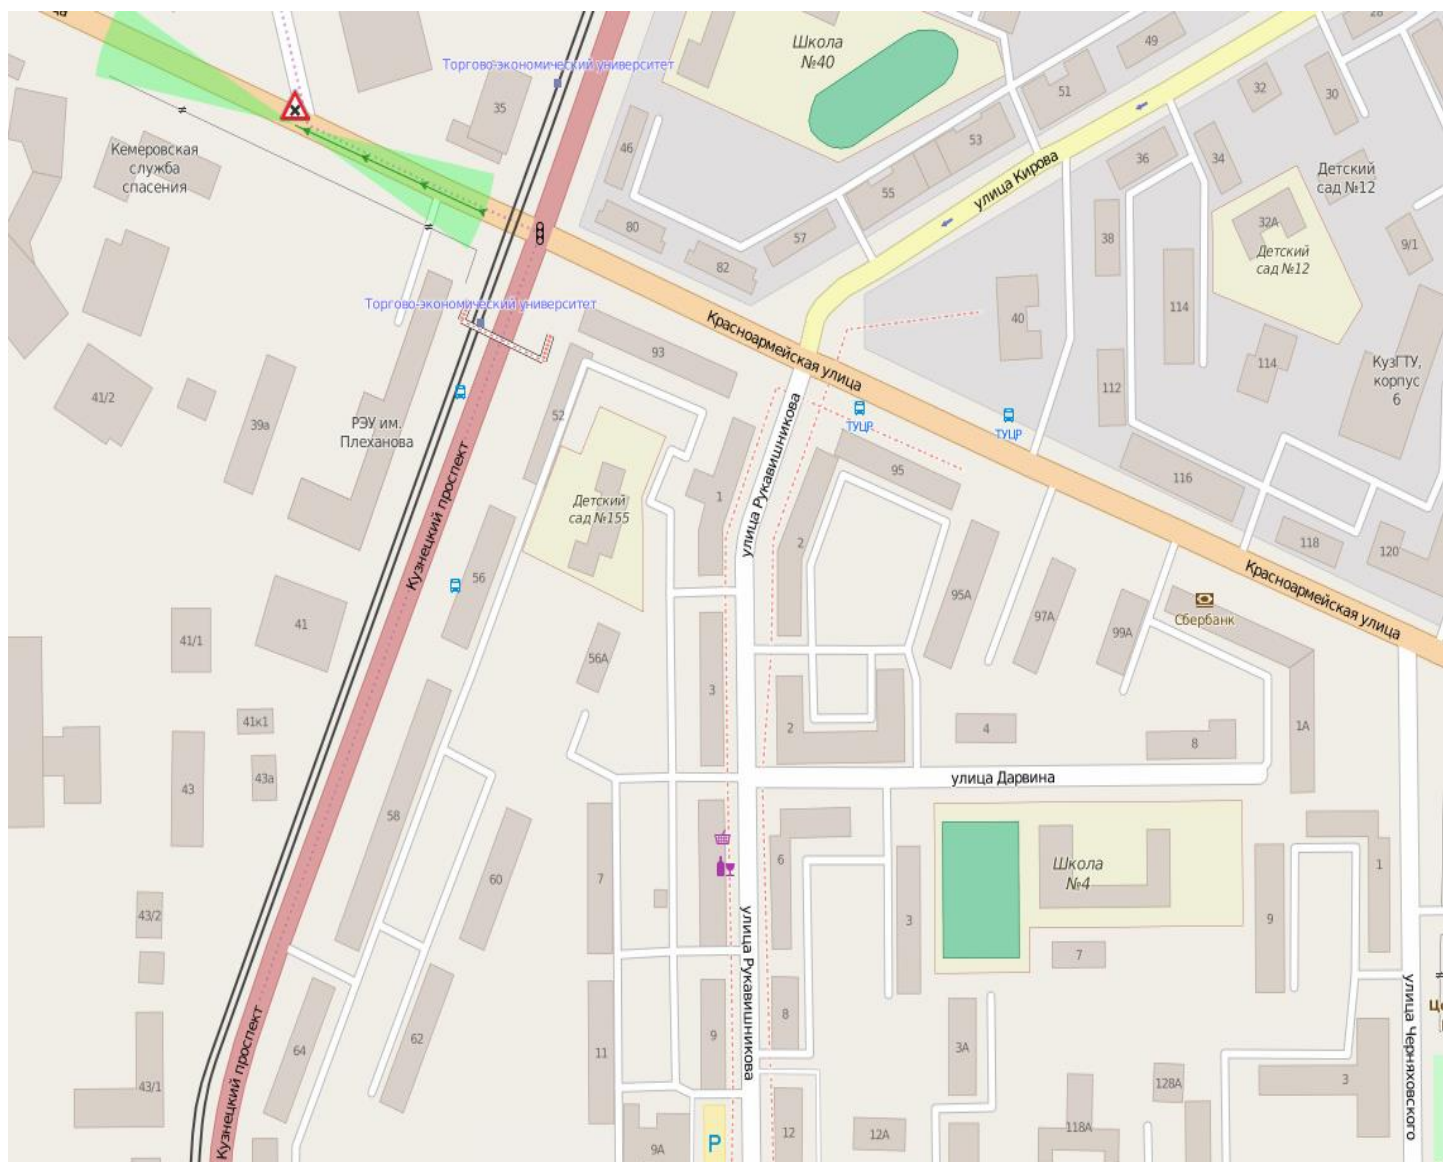 ца
28
Школа
№40
49
Торгово-экономический университет
51
32
30
35
53
46
Кемеровская
служба
спасения
36
34
Детский
сад №12
улица Кирова
55
80
57
38
32А
9/1
Детский
сад №12
82
Торгово-экономический университет
114
40
Красноармейская улица
93
114
КузГТУ,
корпус
6
112
41/2
52
39а
РЭУ им.
Плеханова
ТУЦР
ТУЦР
улица Рукавишникова
95
116
Кузнецкий проспект
1
Детский
сад №155
2
118
120
56
95А
Красноармейская улица
Сбербанк
97А
99А
41
41/1
56А
3
41к1
2
4
8
1А
43а
43
улица Дарвина
58
6
Школа
№4
1
60
7
43/2
3
9
7
улица Рукавишникова
Кузнецкий проспект
улица Черняховского
Це
8
62
9
64
11
3А
43/1
128А
3
118А
12
12А
9А
P